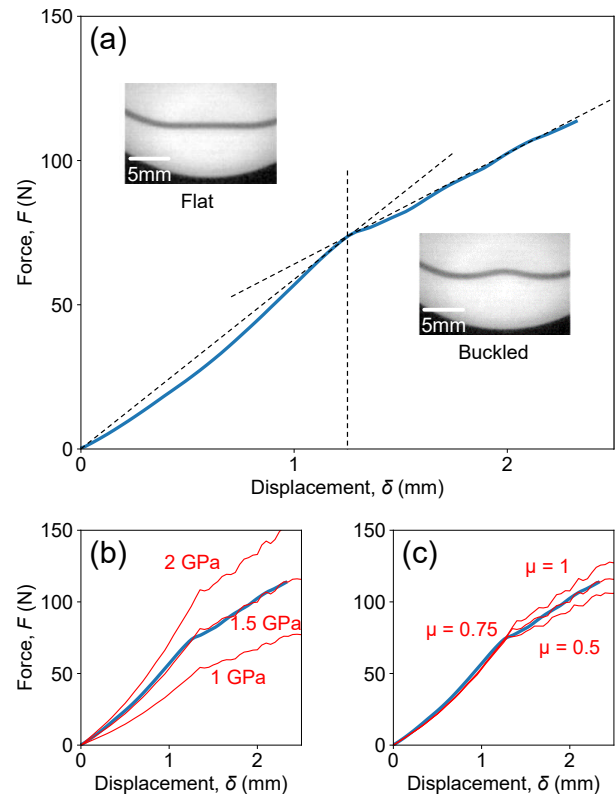 (a)
150
100
50
0
Force, F (N)
5mm
Flat
5mm
Buckled
0
1
2
Displacement, δ (mm)
(b)
150
100
50
0
Force, F (N)
2 GPa
1.5 GPa
1 GPa
0
1
2
Displacement, δ (mm)
(c)
150
100
50
0
μ = 1
μ = 0.75
μ = 0.5
0
1
2
Displacement, δ (mm)